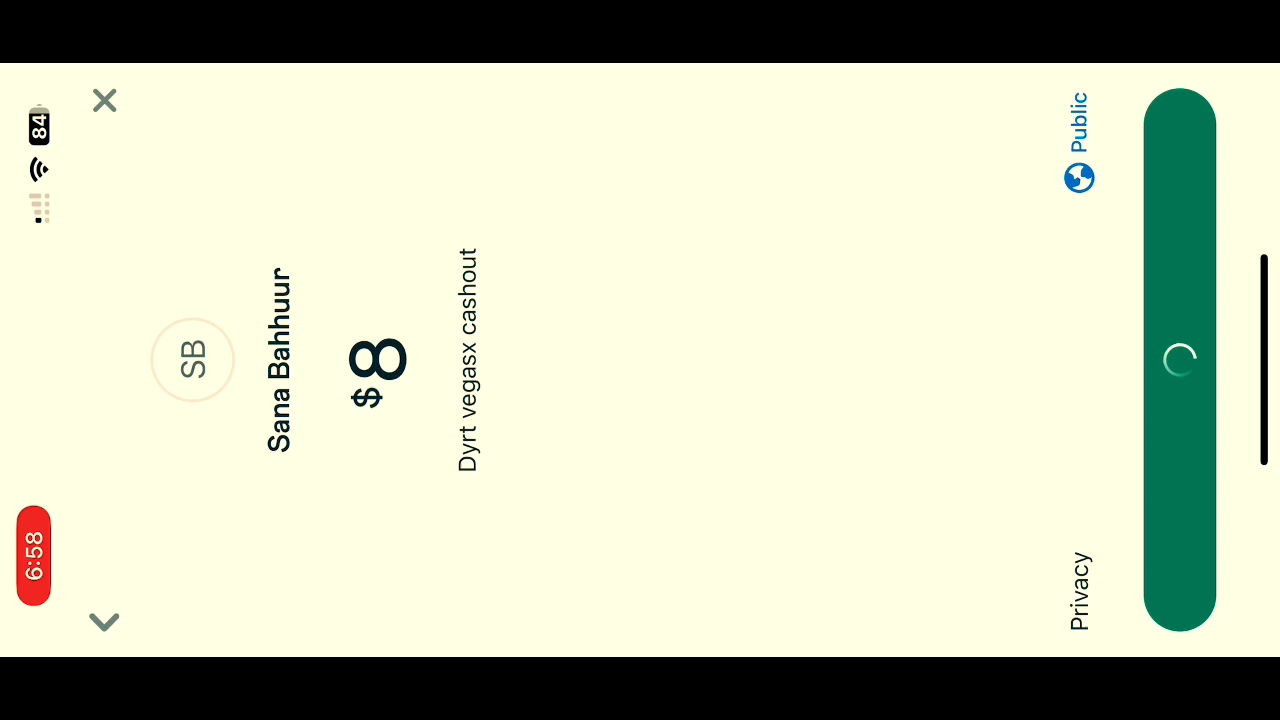 6:58
84
SB
Sana Bahhuur
$8
Dyrt vegasx cashout
Privacy
Public